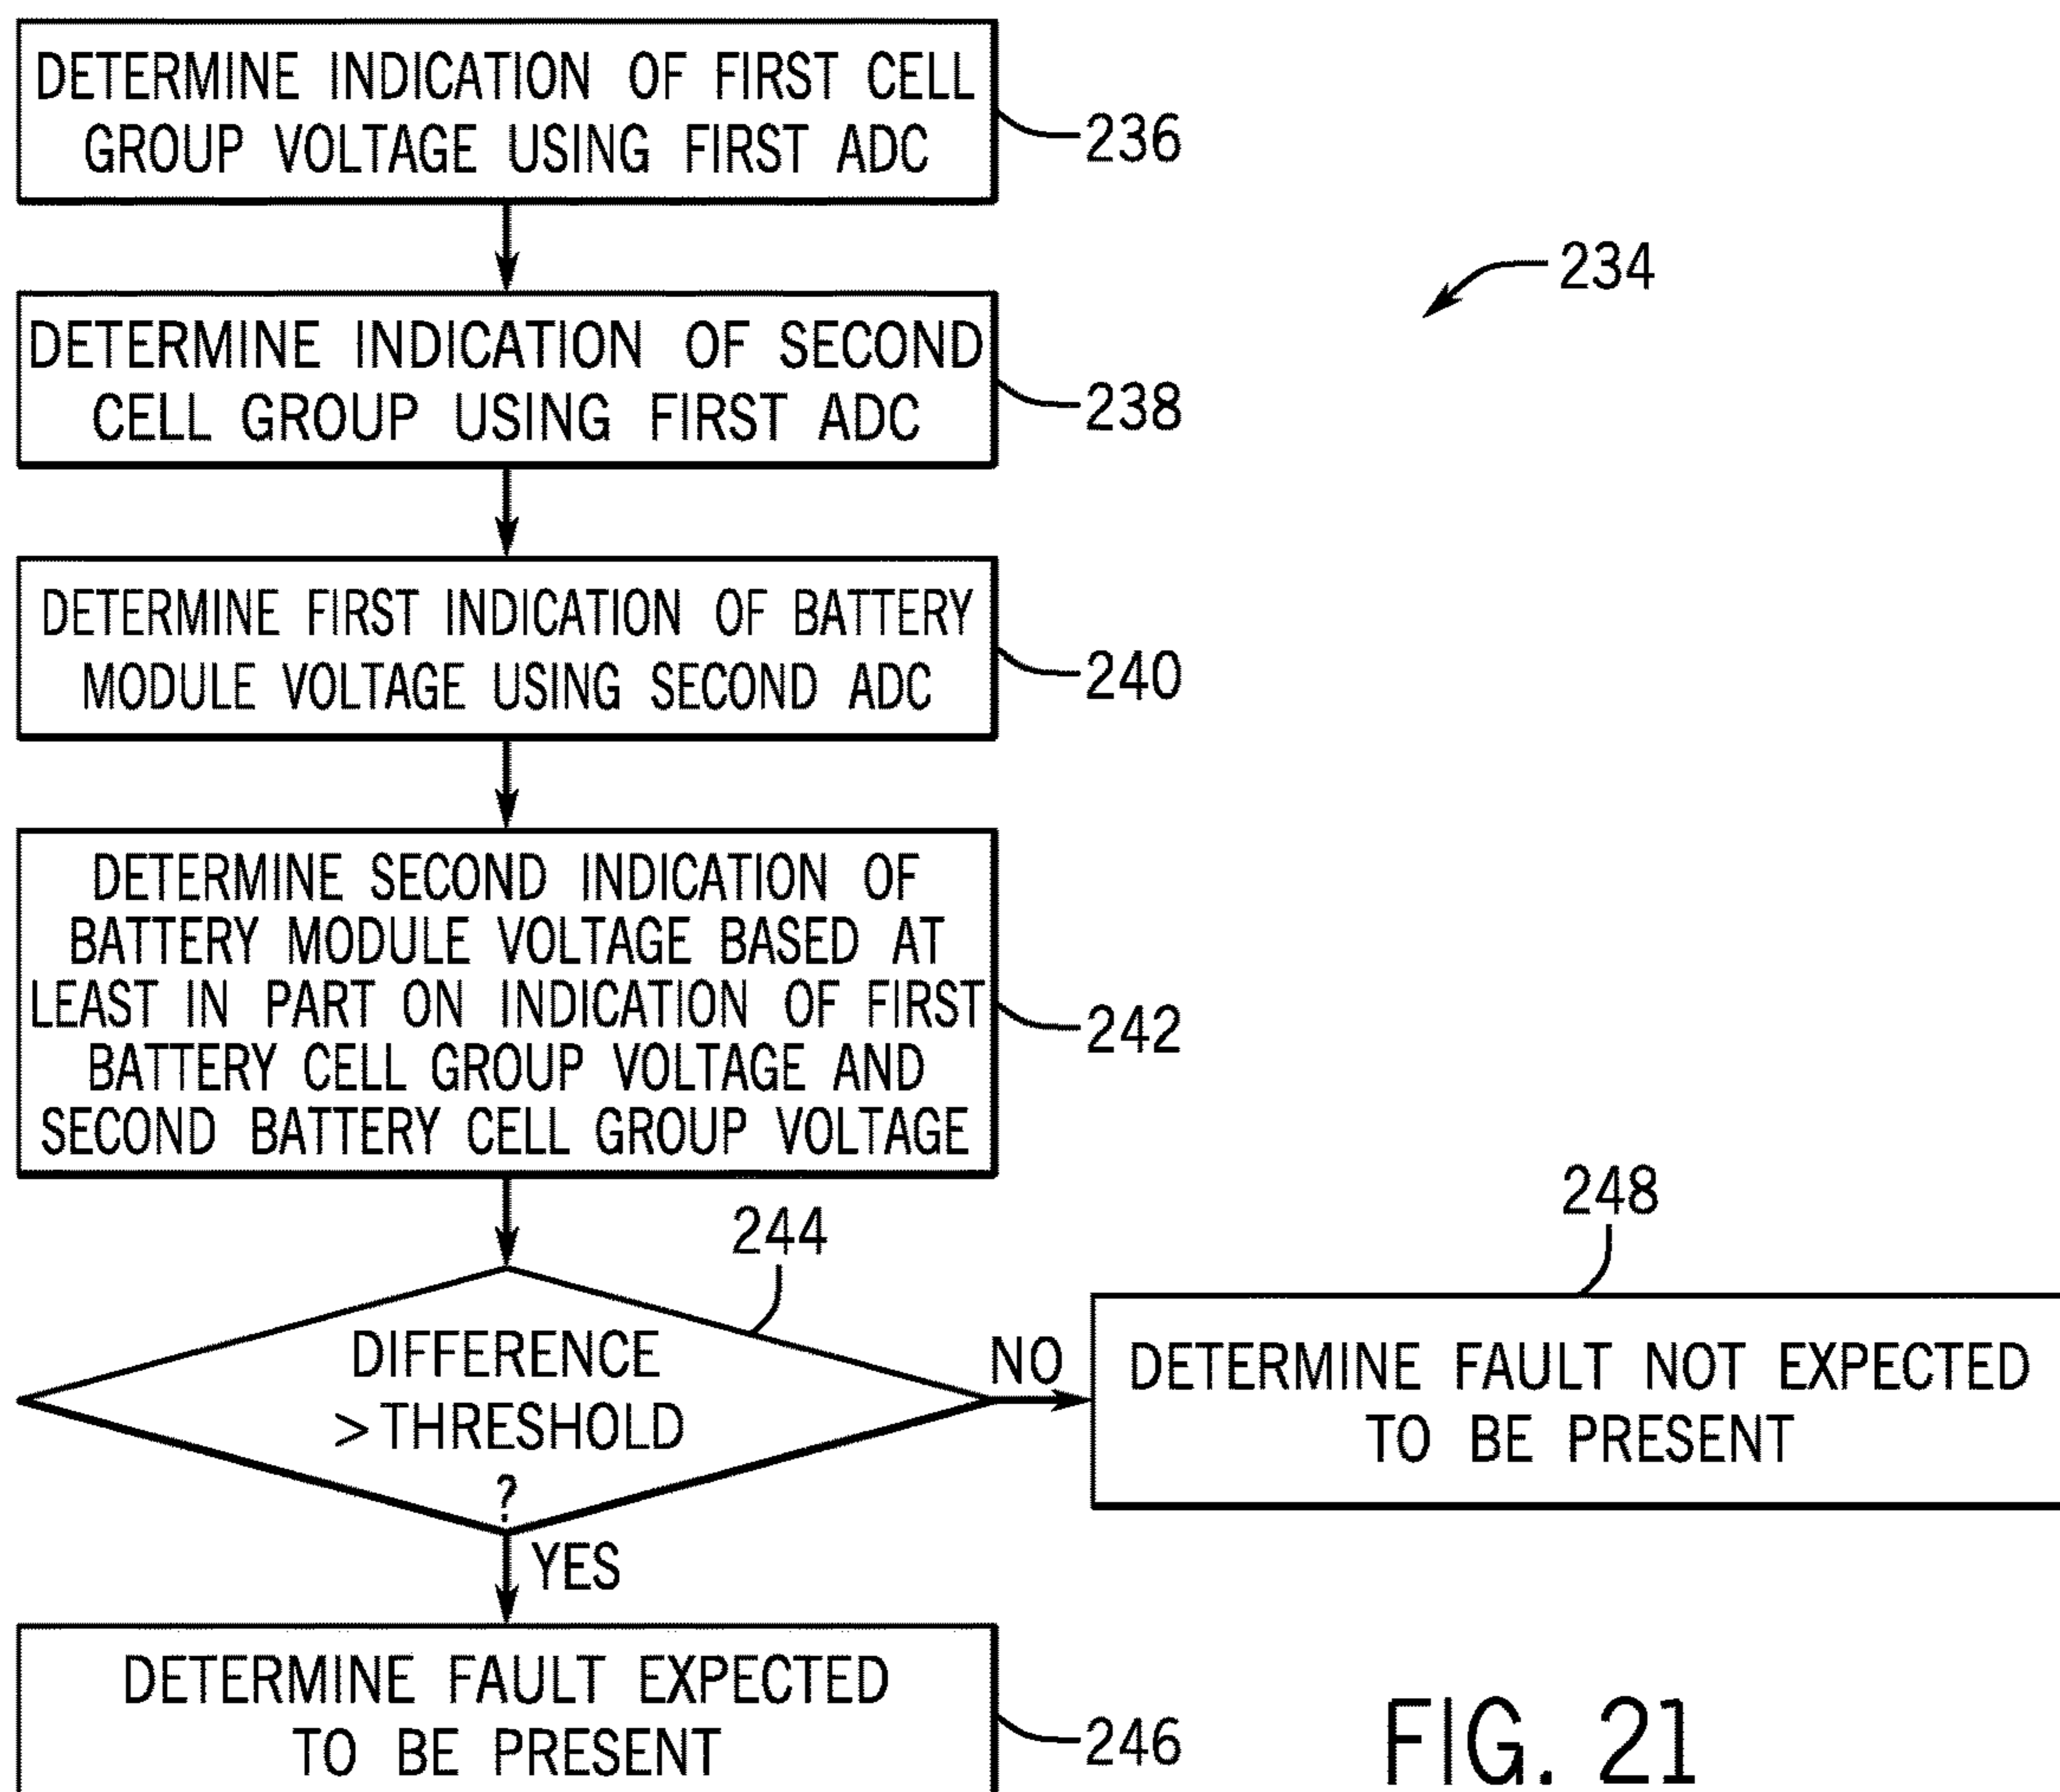 DETERMINE INDICATION OF FIRST CELL
GROUP VOLTAGE USING FIRST ADC
236
234
DETERMINE INDICATION OF SECOND
CELL GROUP USING FIRST ADC
238
DETERMINE FIRST INDICATION OF BATTERY
MODULE VOLTAGE USING SECOND ADC
240
DETERMINE SECOND INDICATION OF
BATTERY MODULE VOLTAGE BASED AT
LEAST IN PART ON INDICATION OF FIRST
BATTERY CELL GROUP VOLTAGE AND
SECOND BATTERY CELL GROUP VOLTAGE
242
244
DIFFERENCE
> THRESHOLD
?
NO
248
DETERMINE FAULT NOT EXPECTED
TO BE PRESENT
YES
DETERMINE FAULT EXPECTED
TO BE PRESENT
246
FIG. 21